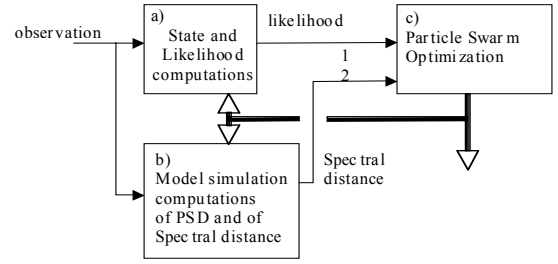 observation
a)
State and
Likelihood
computations
likelihood
1
2
c)
Particle Swarm
Optimization
b)
Model simulation
computations
of PSD and of
Spectral distance
Spectral
distance